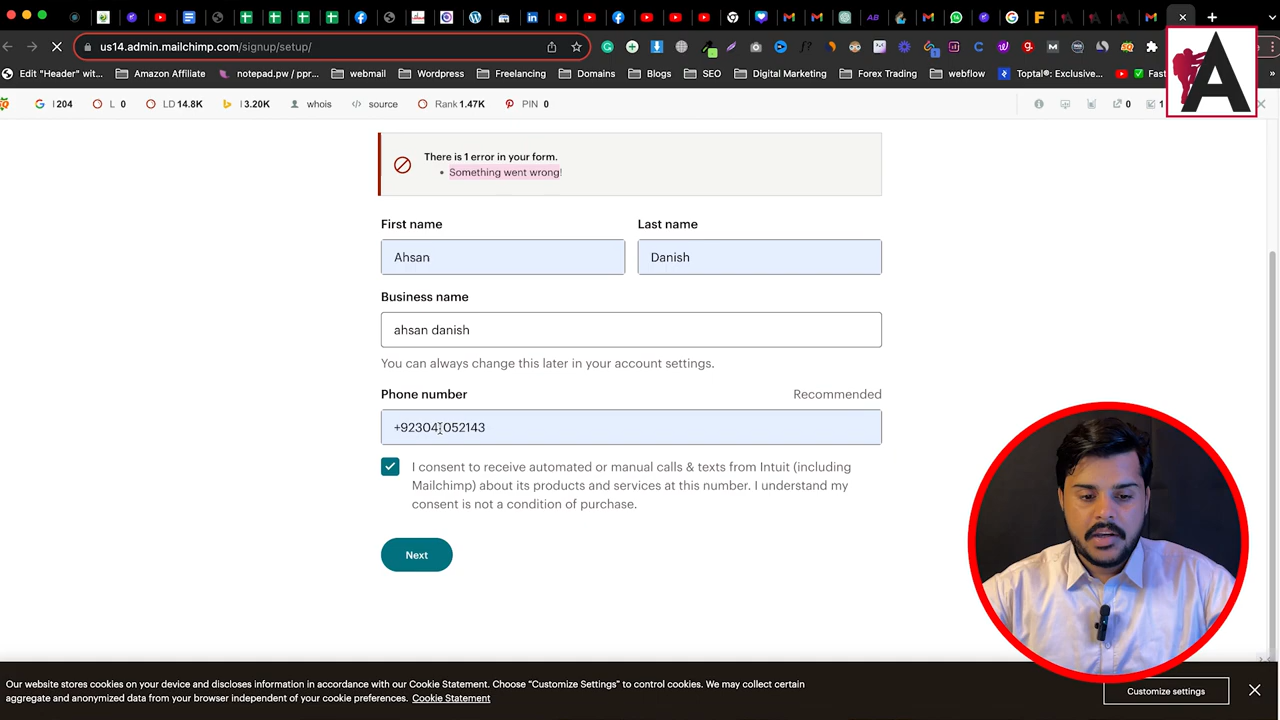 us14.admin.mailchimp.com/signup/setup/
Edit "Header" wit... Amazon Affiliate notepad.pw / ppr... webmail Wordpress Freelancing Domains Blogs SEO Digital Marketing Forex Trading webflow Toptal®: Exclusive...
I 204 L 0 LD 14.8K I 3.20K whois source Rank 1.47K PIN 0 0
A
There is 1 error in your form.
• Something went wrong!
First name Last name
Ahsan Danish
Business name
ahsan danish
You can always change this later in your account settings.
Phone number Recommended
I consent to receive automated or manual calls & texts from Intuit (including
Mailchimp) about its products and services at this number. I understand my
consent is not a condition of purchase.
Next
Our website stores cookies on your device and discloses information in accordance with our Cookie Statement. Choose "Customize Settings" to control cookies. We may collect certain
aggregate and anonymized data from your browser independent of your cookie preferences. Cookie Statement
Customize settings